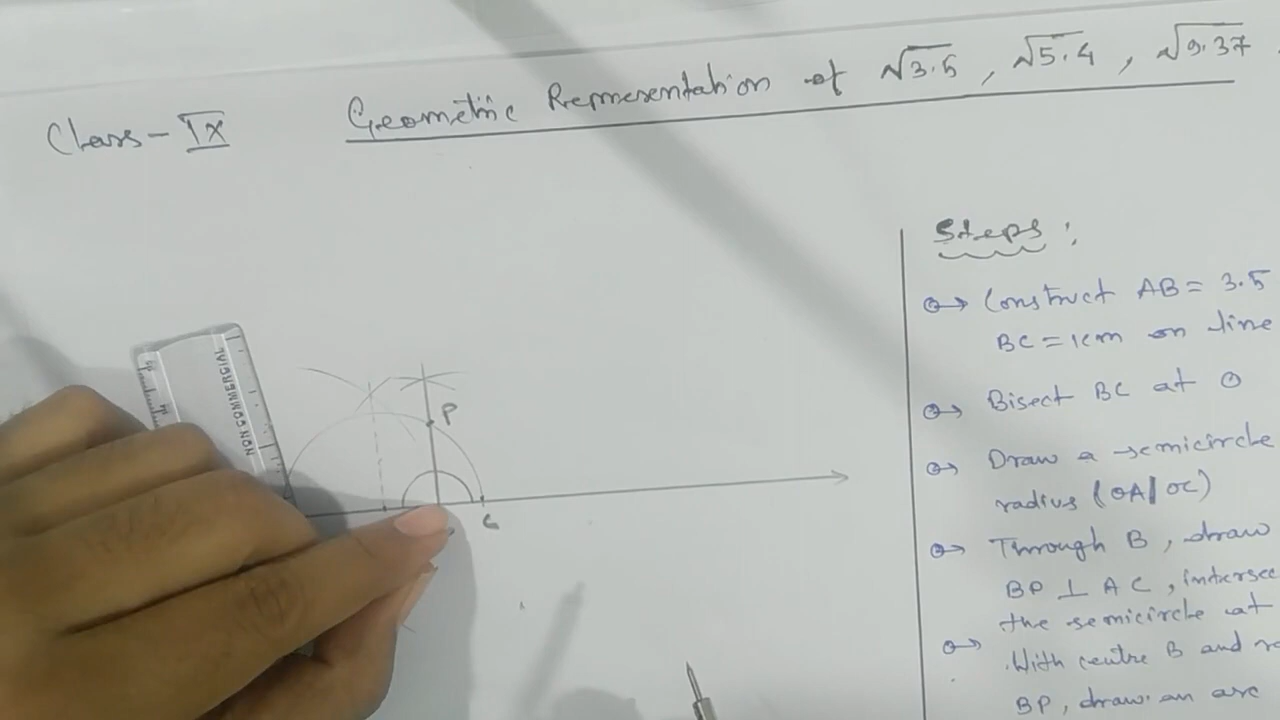 Geometric Representation of √3.5, √5.4, √9.37
Class - IX
Steps:
Construct AB = 3.5
BC = 1cm on line
Bisect BC at O
Draw a semicircle
radius (OA/OC)
Through B, draw
BP ⊥ AC, intersec
the semicircle at
With centre B and ra
BP, draw an arc
NON COMMERCIAL
P
C